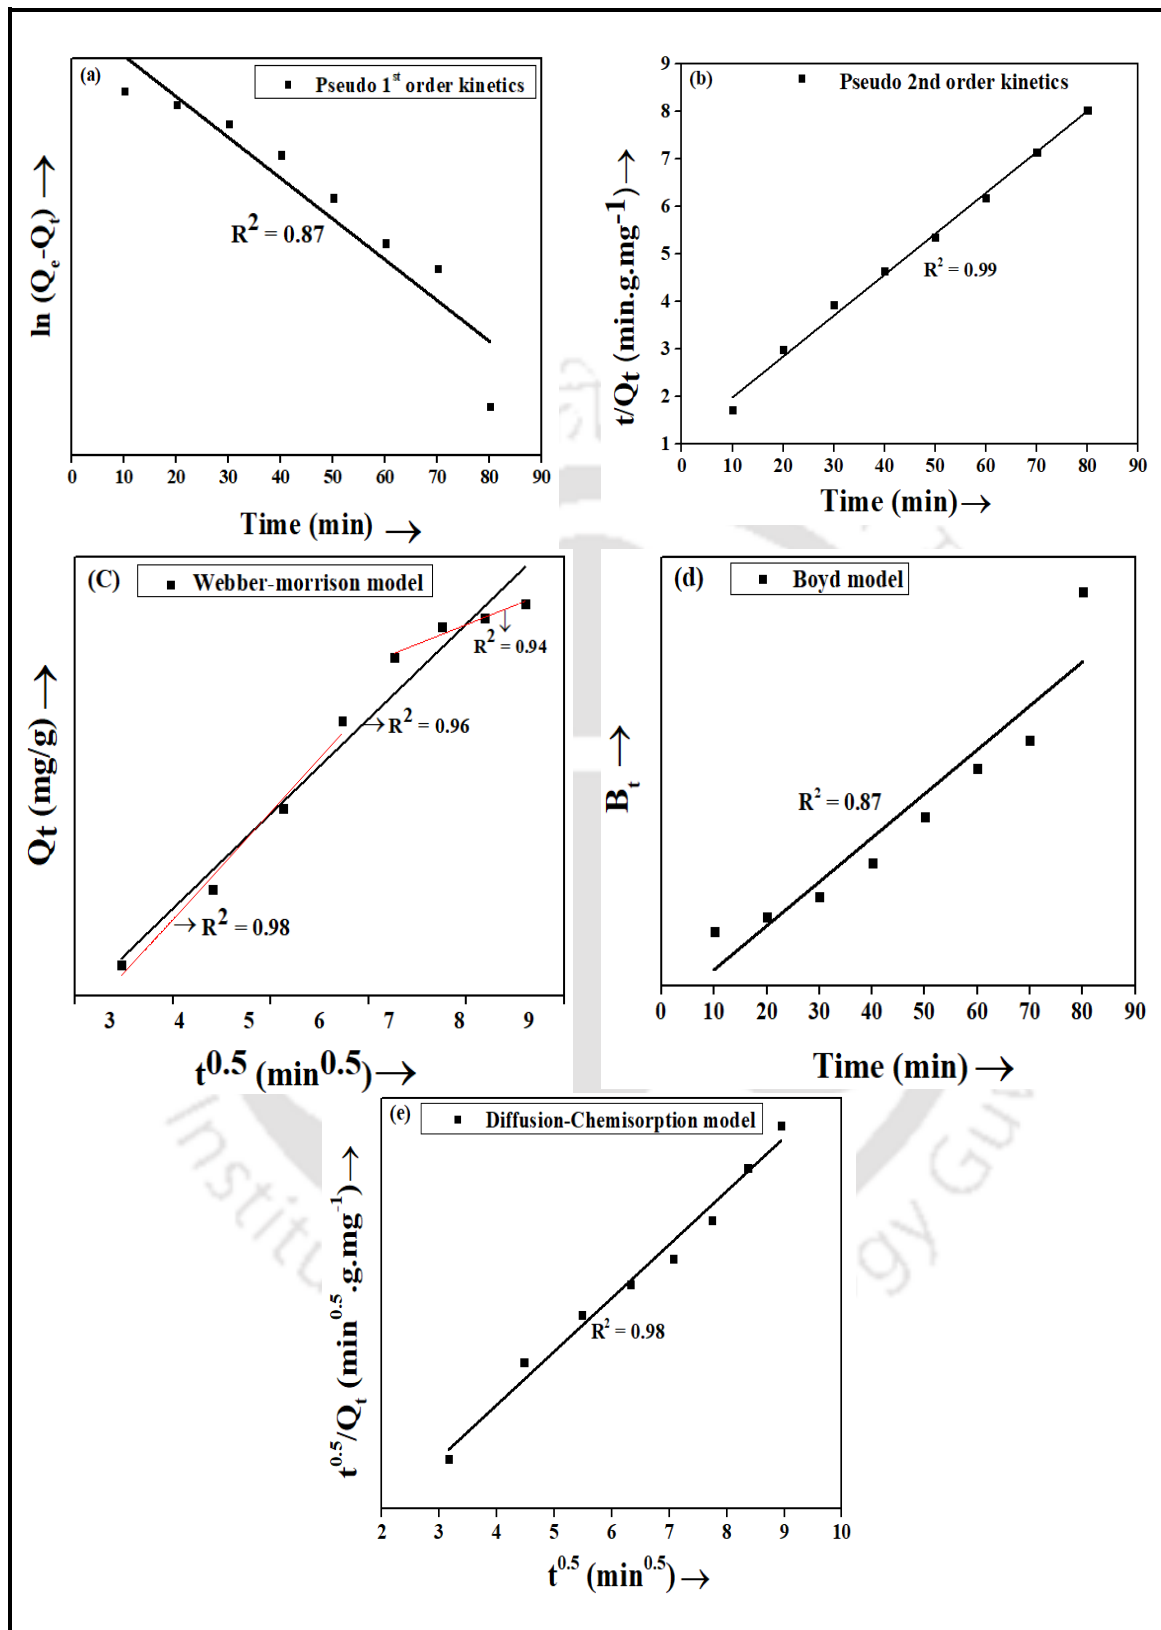 (a)
Pseudo 1st order kinetics
R2 = 0.87
ln (Qe-Qt) →
0 10 20 30 40 50 60 70 80 90
Time (min) →
(b)
Pseudo 2nd order kinetics
9
8
7
6
5
4
3
2
1
R2 = 0.99
t/Qt (min.g.mg-1) →
0 10 20 30 40 50 60 70 80 90
Time (min) →
(C)
Webber-morrison model
R2 = 0.94
→ R2 = 0.96
→ R2 = 0.98
Qt (mg/g) →
3 4 5 6 7 8 9
t0.5 (min0.5) →
(d)
Boyd model
R2 = 0.87
Bt →
0 10 20 30 40 50 60 70 80 90
Time (min) →
(e)
Diffusion-Chemisorption model
R2 = 0.98
t0.5/Qt (min0.5.g.mg-1) →
2 3 4 5 6 7 8 9 10
t0.5 (min0.5) →